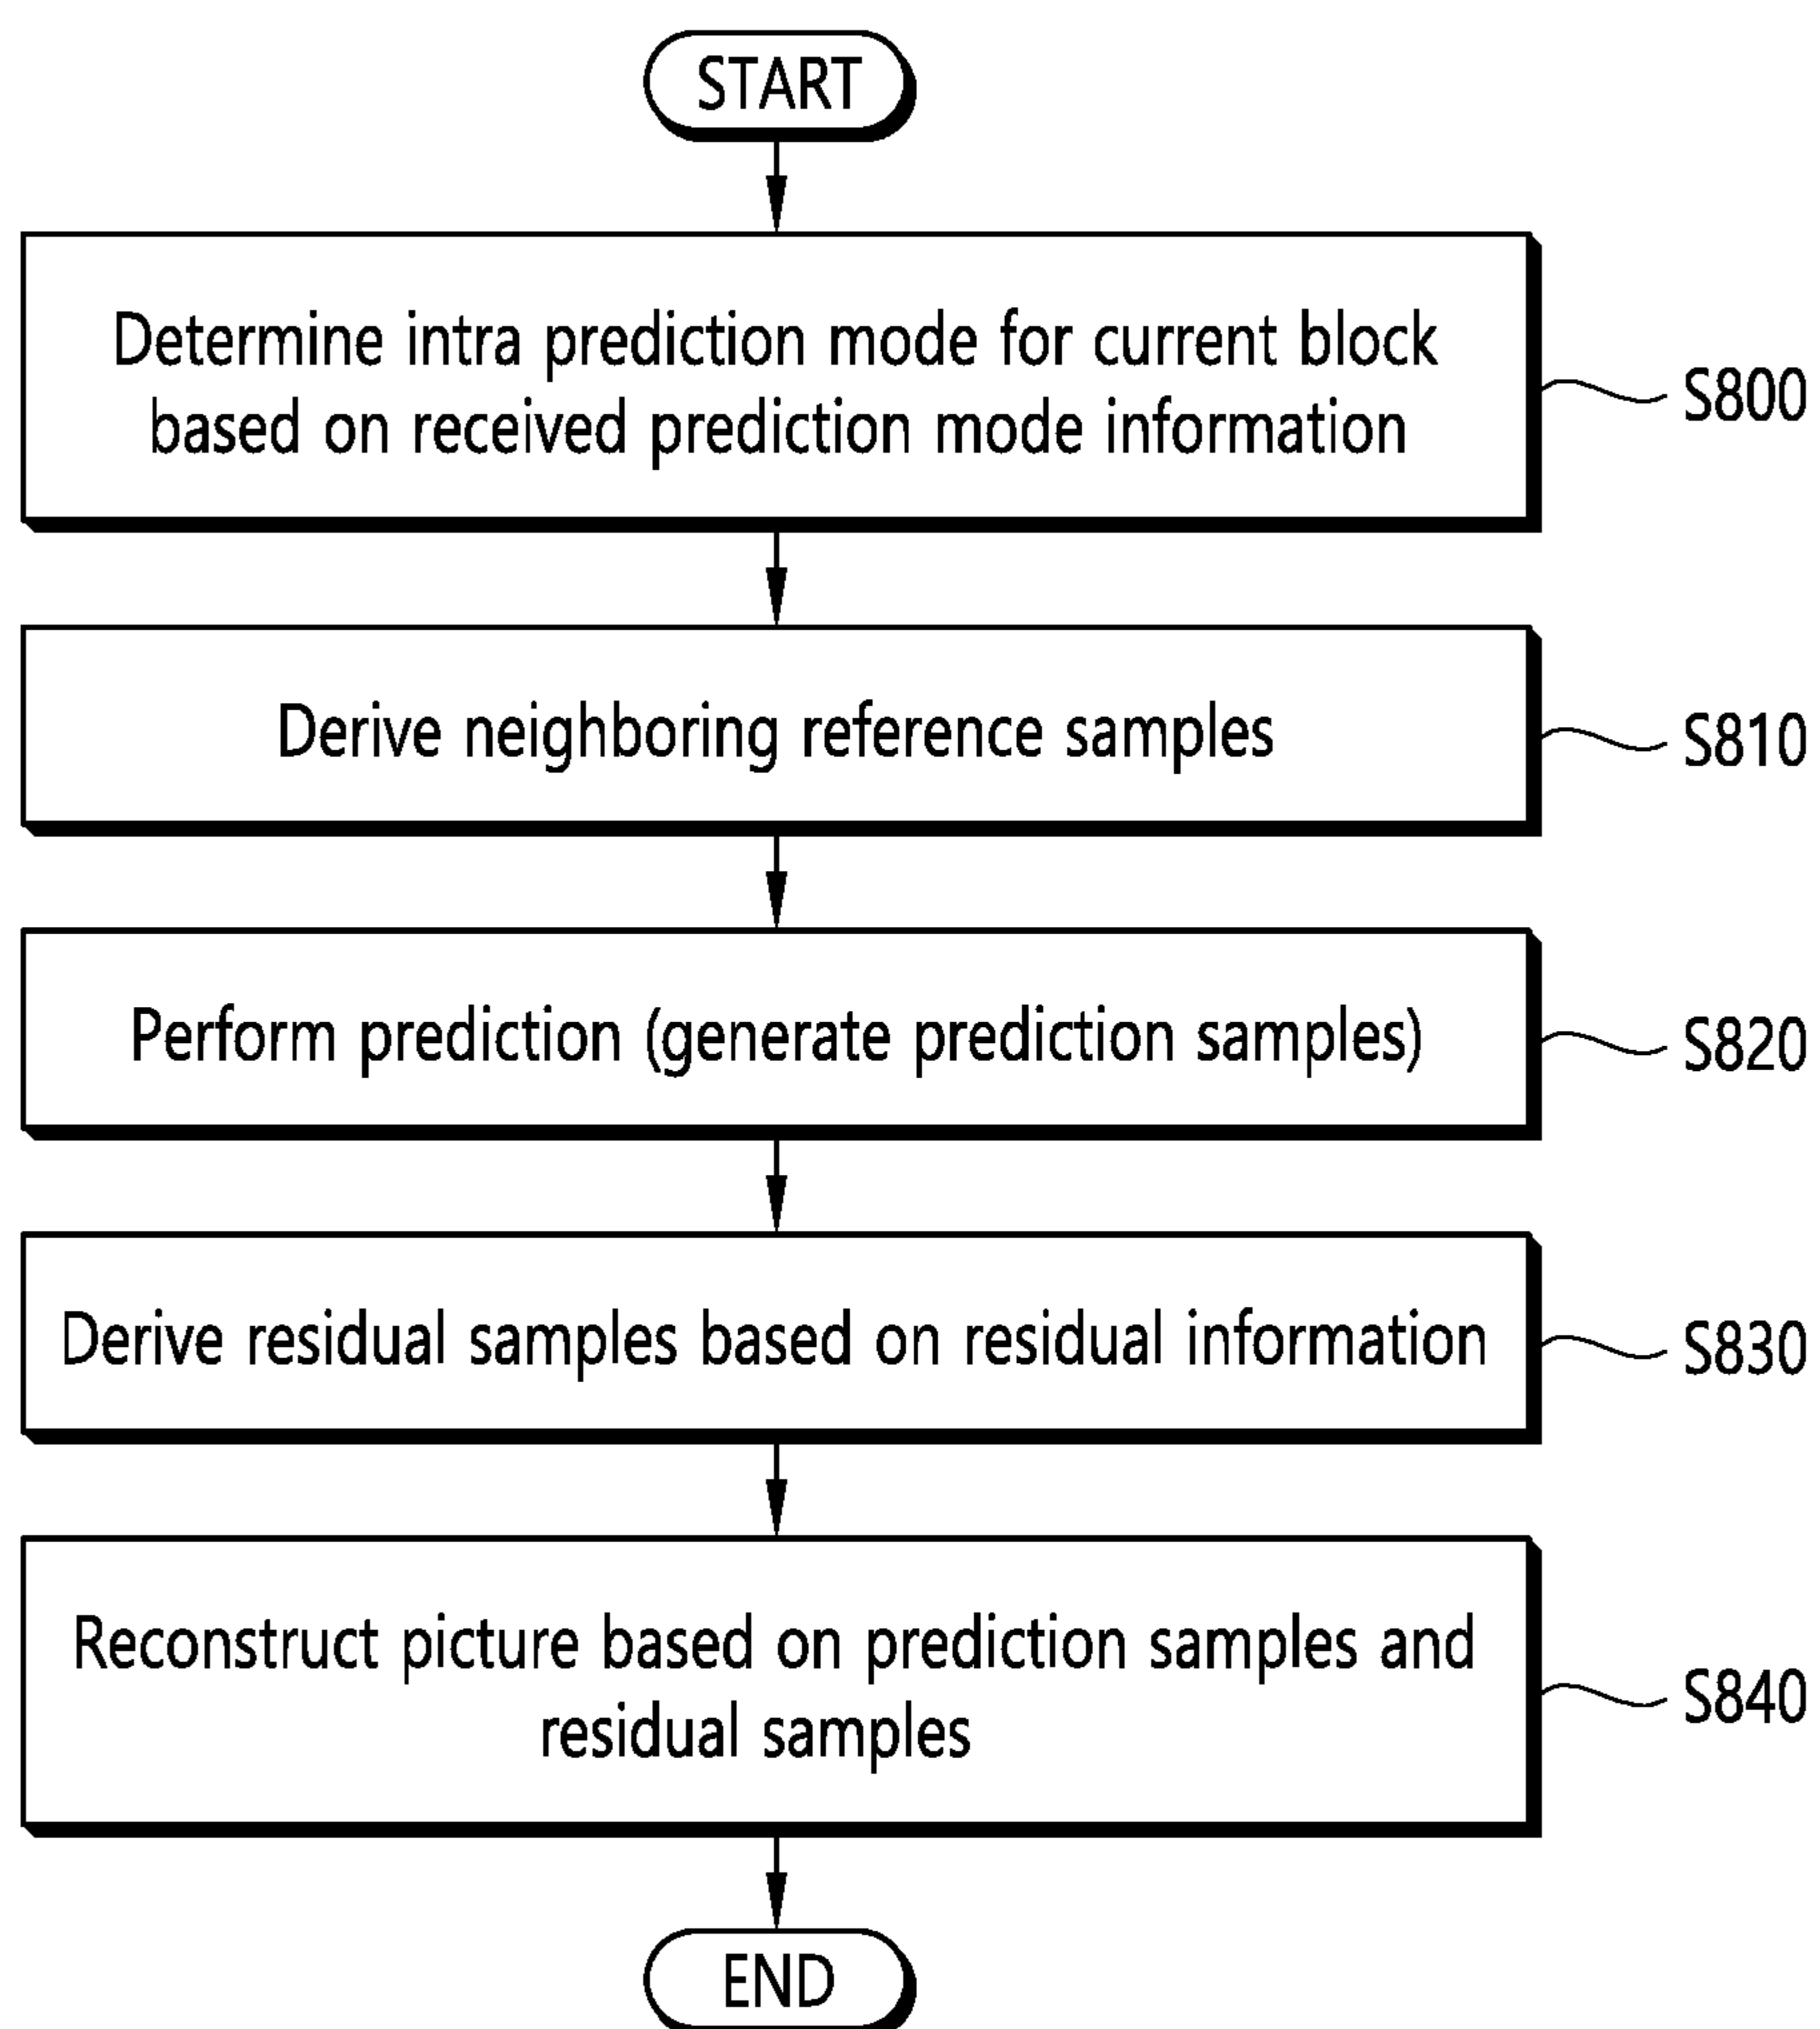 START
Determine intra prediction mode for current block
based on received prediction mode information
S800
Derive neighboring reference samples
S810
Perform prediction (generate prediction samples)
S820
Derive residual samples based on residual information
S830
Reconstruct picture based on prediction samples and
residual samples
S840
END